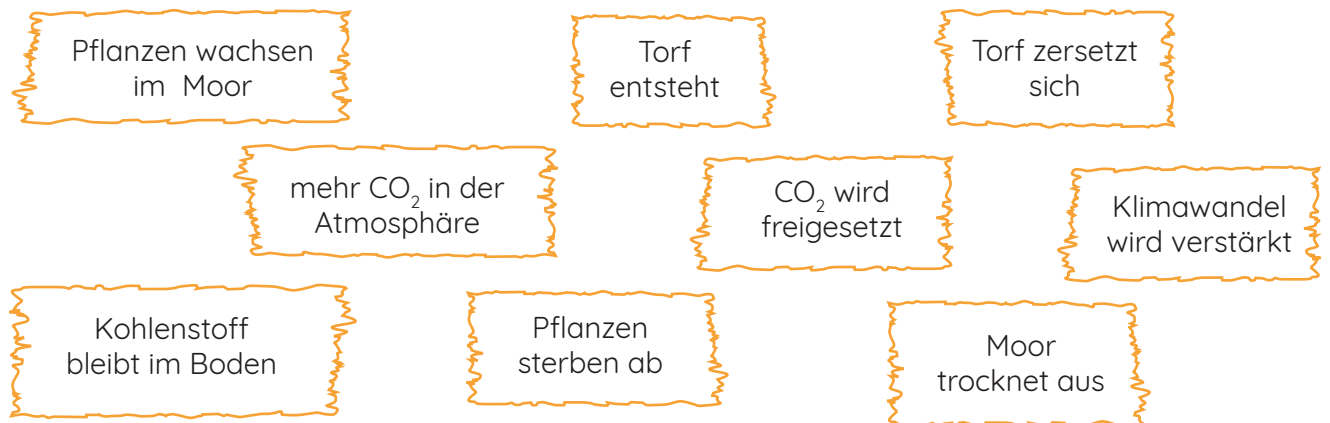 Pflanzen wachsen
im Moor
Torf
entsteht
Torf zersetzt
sich
mehr CO₂ in der
Atmosphäre
CO₂ wird
freigesetzt
Klimawandel
wird verstärkt
Kohlenstoff
bleibt im Boden
Pflanzen
sterben ab
Moor
trocknet aus